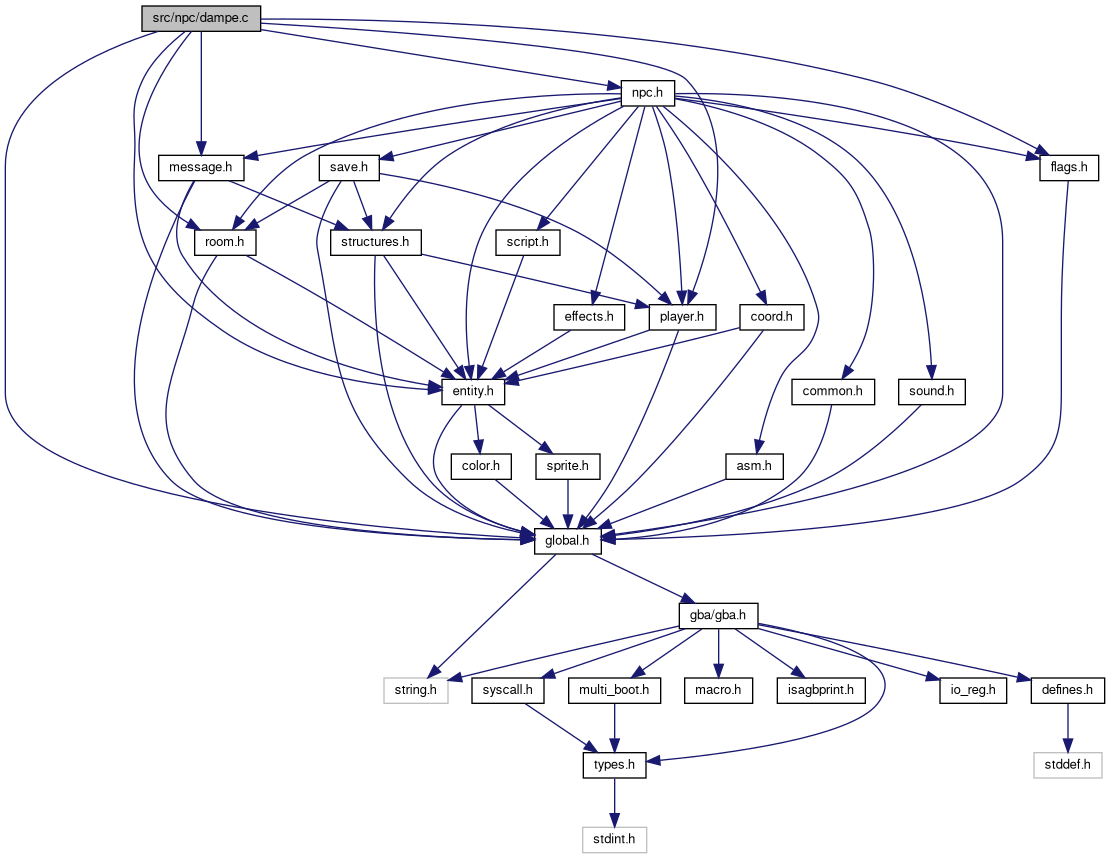 src/npc/dampe.c
npc.h
message.h
save.h
flags.h
room.h
structures.h
script.h
effects.h
player.h
coord.h
entity.h
common.h
sound.h
color.h
sprite.h
asm.h
global.h
gba/gba.h
string.h
syscall.h
multi_boot.h
macro.h
isagbprint.h
io_reg.h
defines.h
types.h
stddef.h
stdint.h